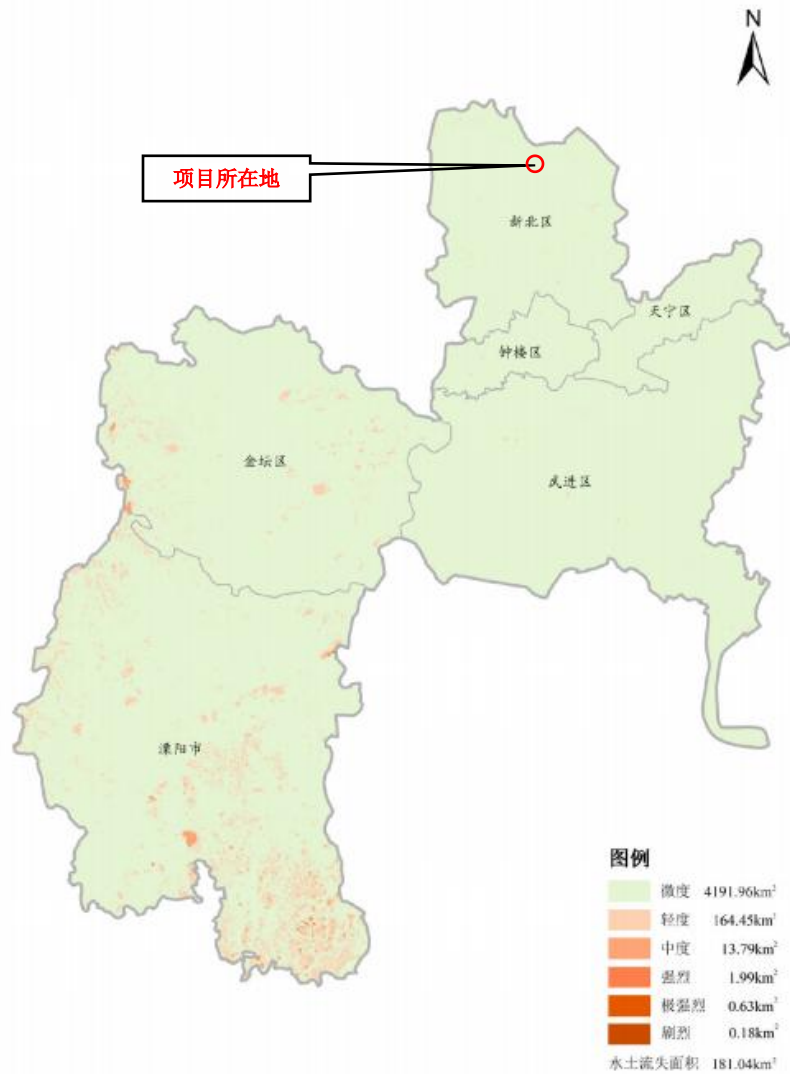 N
项目所在地
新北区
天宁区
钟楼区
金坛区
武进区
溧阳市
图例
微度 4191.96km²
轻度 164.45km²
中度 13.79km²
强烈 1.99km²
极强烈 0.63km²
剧烈 0.18km²
水土流失面积 181.04km²